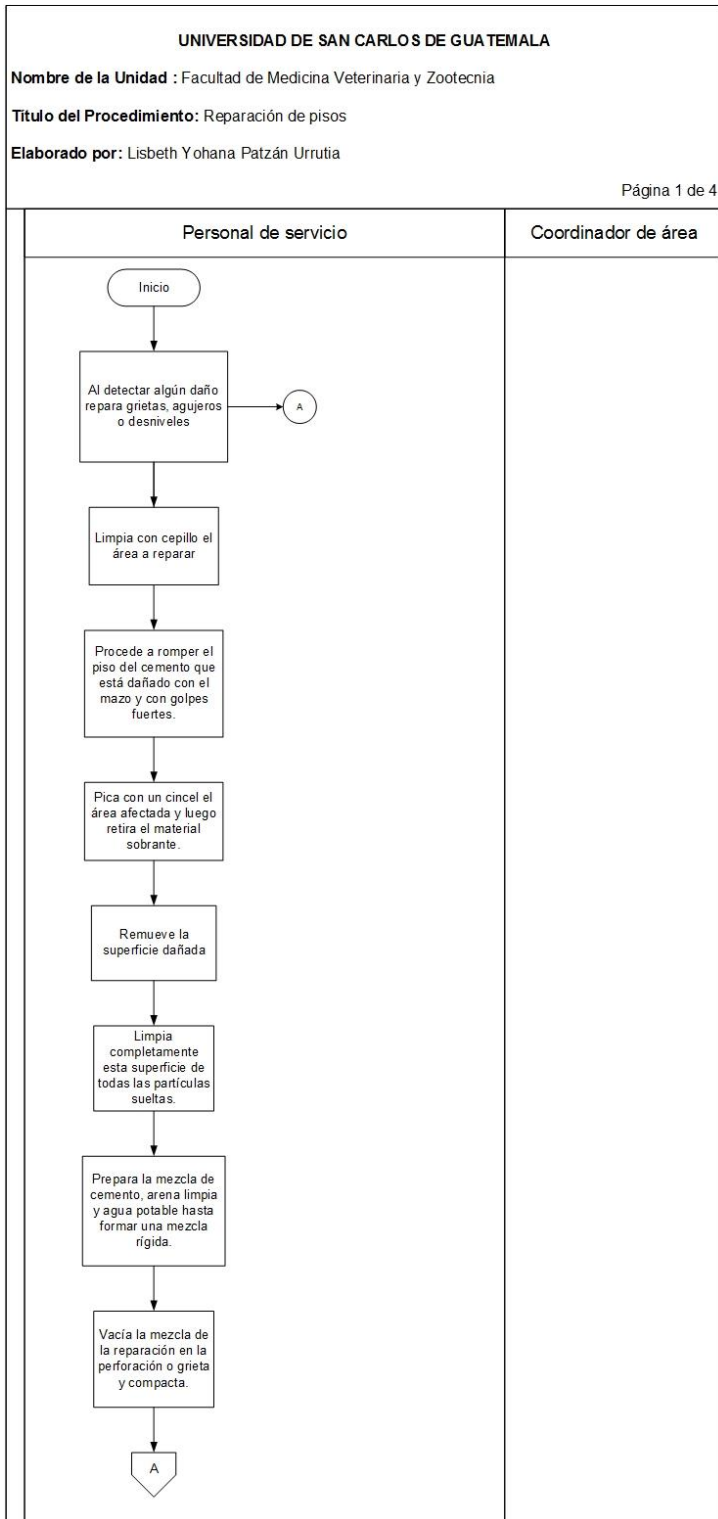 UNIVERSIDAD DE SAN CARLOS DE GUATEMALA
Nombre de la Unidad : Facultad de Medicina Veterinaria y Zootecnia
Título del Procedimiento: Reparación de pisos
Elaborado por: Lisbeth Yohana Patzán Urrutia
Página 1 de 4
Personal de servicio
Coordinador de área
Inicio
Al detectar algún daño
repara grietas, agujeros
o desniveles
A
Limpia con cepillo el
área a reparar
Procede a romper el
piso del cemento que
está dañado con el
mazo y con golpes
fuertes.
Pica con un cincel el
área afectada y luego
retira el material
sobrante.
Remueve la
superficie dañada
Limpia
completamente
esta superficie de
todas las partículas
sueltas.
Prepara la mezcla de
cemento, arena limpia
y agua potable hasta
formar una mezcla
rígida.
Vacía la mezcla de
la reparación en la
perforación o grieta
y compacta.
A